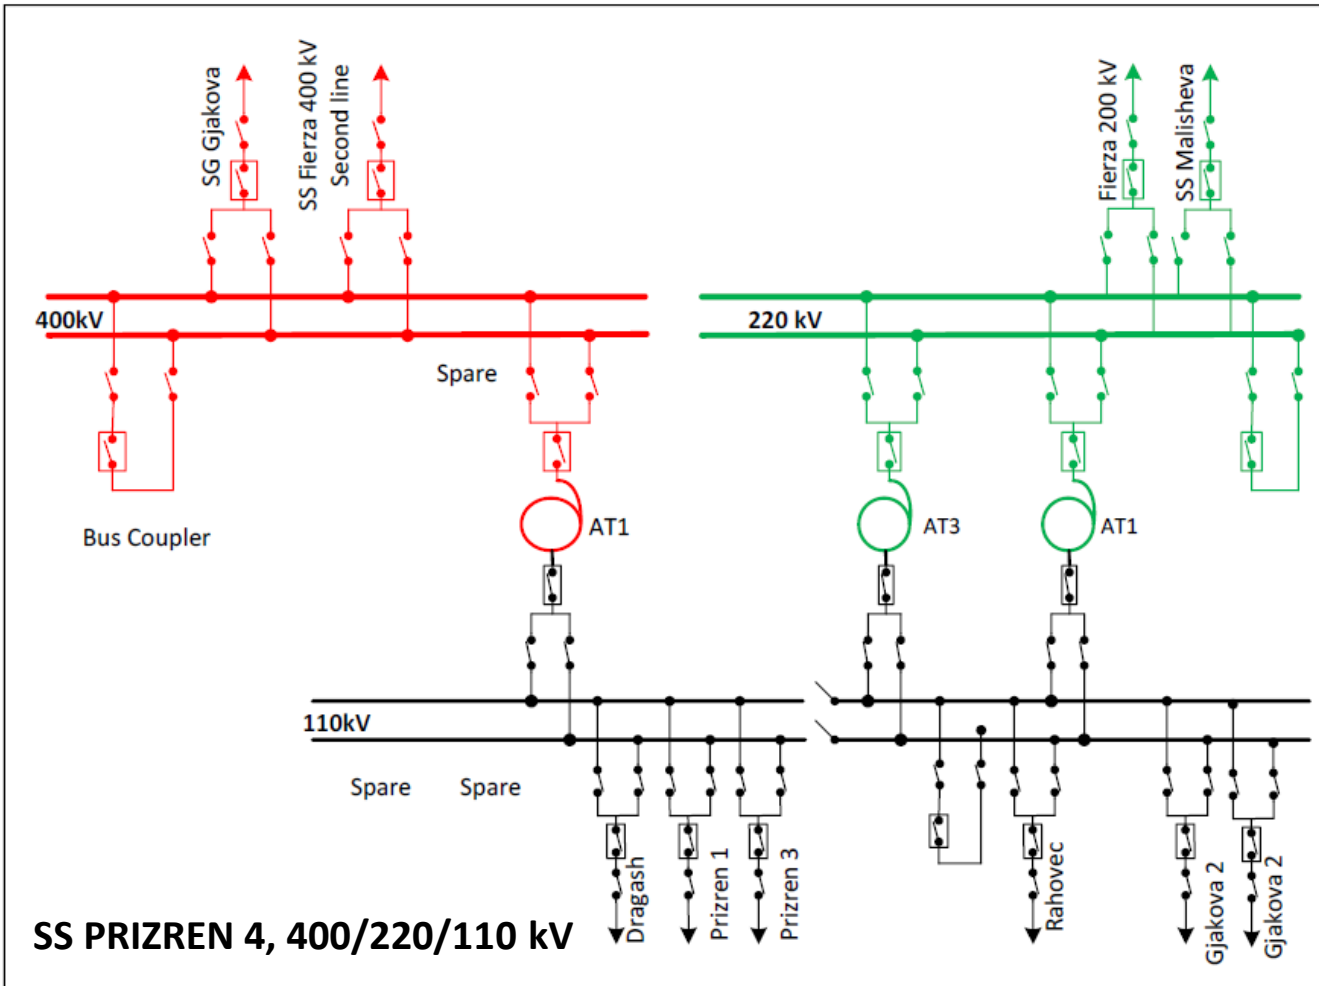 SG Gjakova
SS Fierza 400 kV
Second line
Fierza 200 kV
SS Malisheva
400kV
220 kV
Spare
Bus Coupler
AT1
AT3
AT1
110kV
Spare
Spare
Dragash
Prizren 1
Prizren 3
Rahovec
Gjakova 2
Gjakova 2
SS PRIZREN 4, 400/220/110 kV